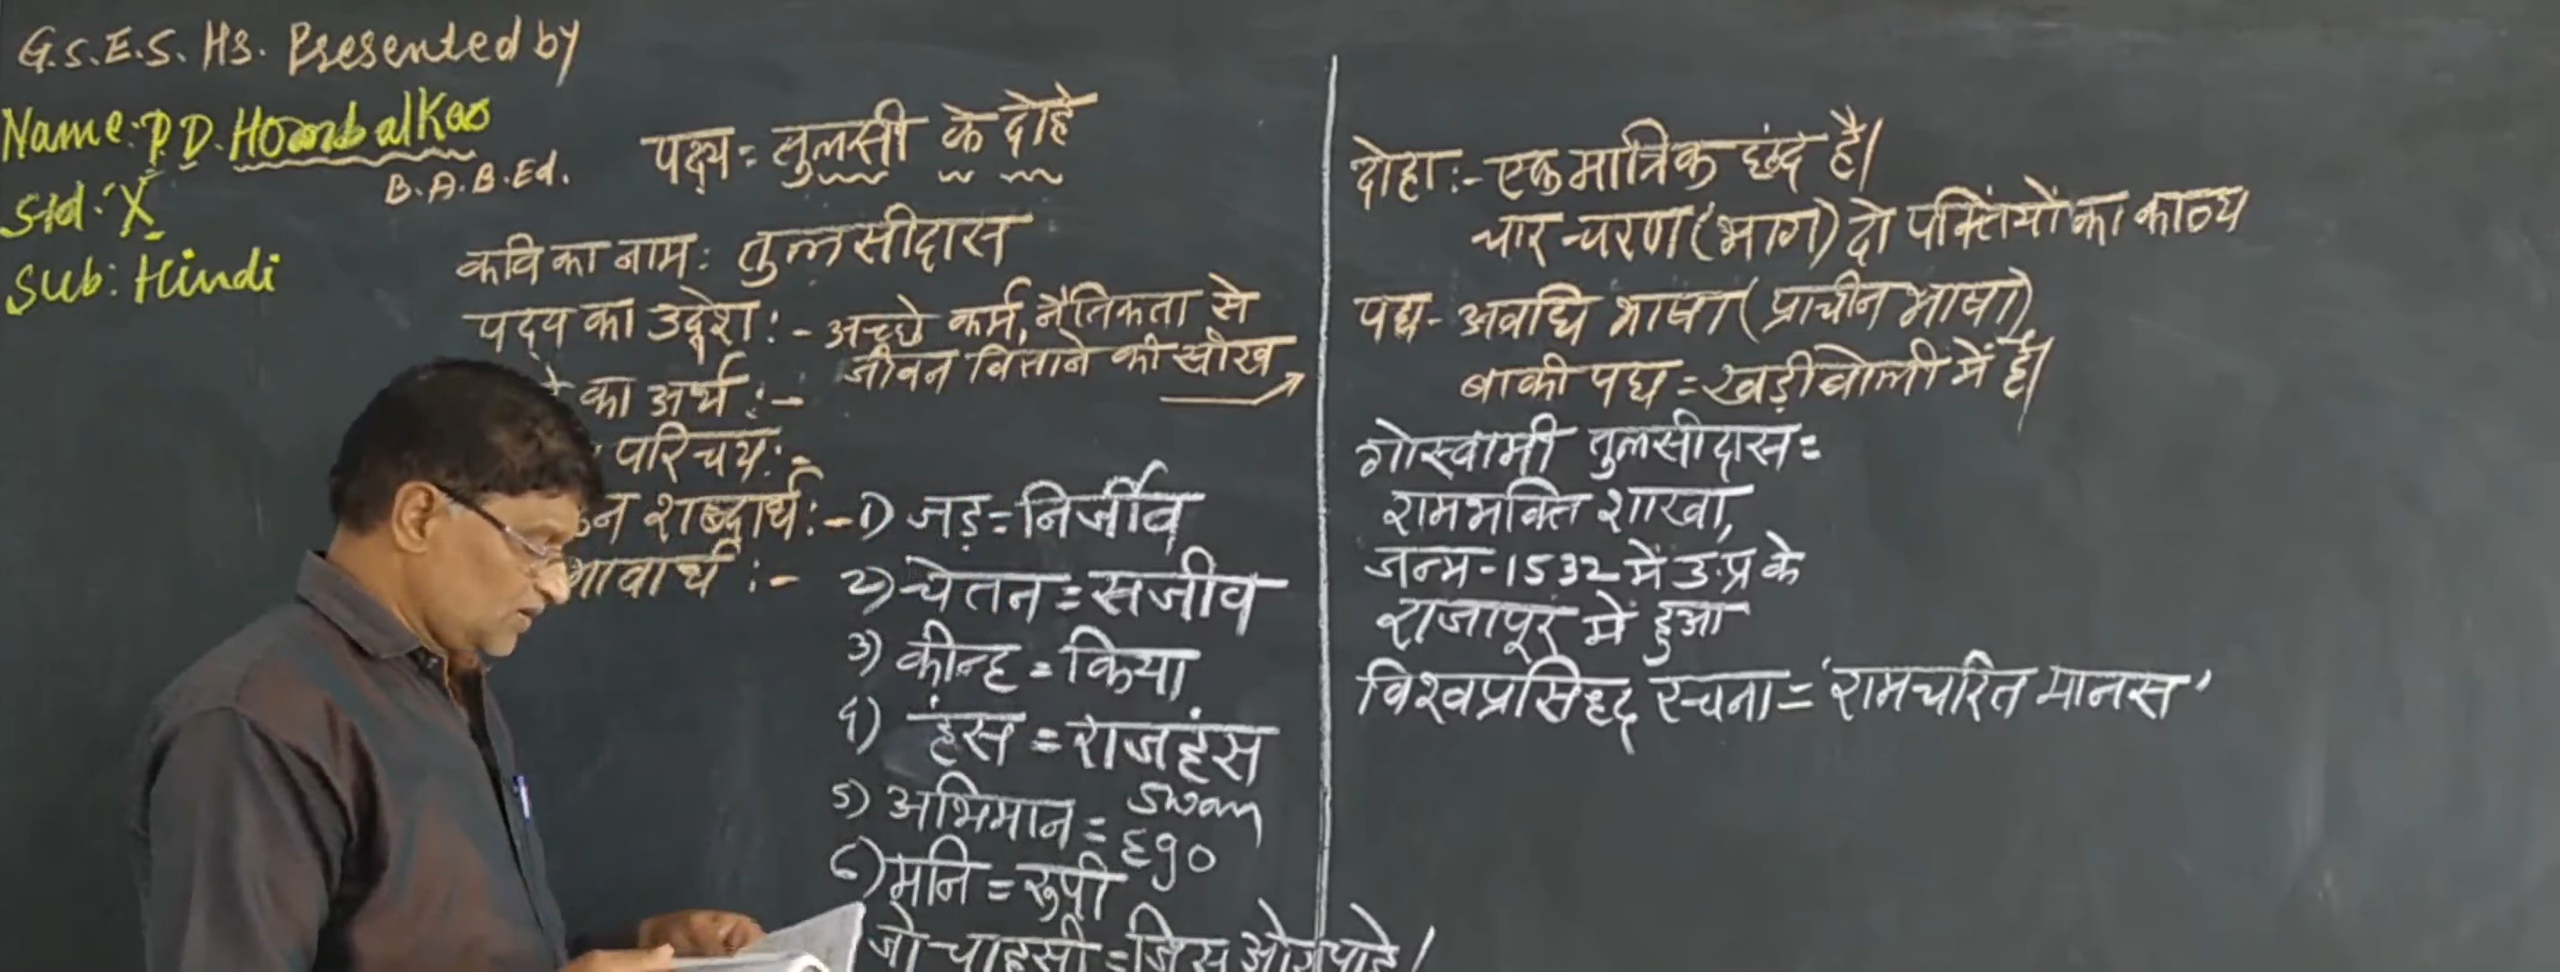 G.S.E.S. Hs. Presented by
Name: P.D. Hombalkar
B.A.B.Ed.
Std: X
Sub: Hindi
पद्य = तुलसी के दोहे
कवि का नाम: तुलसीदास
पद्य का उद्देश :- अच्छे कर्म, नैतिकता से
जीवन बिताने की सीख
का अर्थ :-
परिचय :-
न शब्दार्थ :- 1) जड़ = निर्जीव
भावार्थ :-
2) चेतन = सजीव
3) कीन्ह = किया
4) हंस = राजहंस
swan
5) अभिमान = Ego
6) मनि = रुपी
जो चाहसी = जिस ओर चाहे
दोहा :- एक मात्रिक छंद है।
चार चरण (भाग) दो पंक्तियों का काव्य
पद्य - अवधि भाषा (प्राचीन भाषा)
बाकी पद्य = खड़ीबोली में है।
गोस्वामी तुलसीदास =
रामभक्ति शाखा,
जन्म - 1532 में उ.प्र के
राजापूर में हुआ
विश्वप्रसिद्द रचना = 'रामचरित मानस'